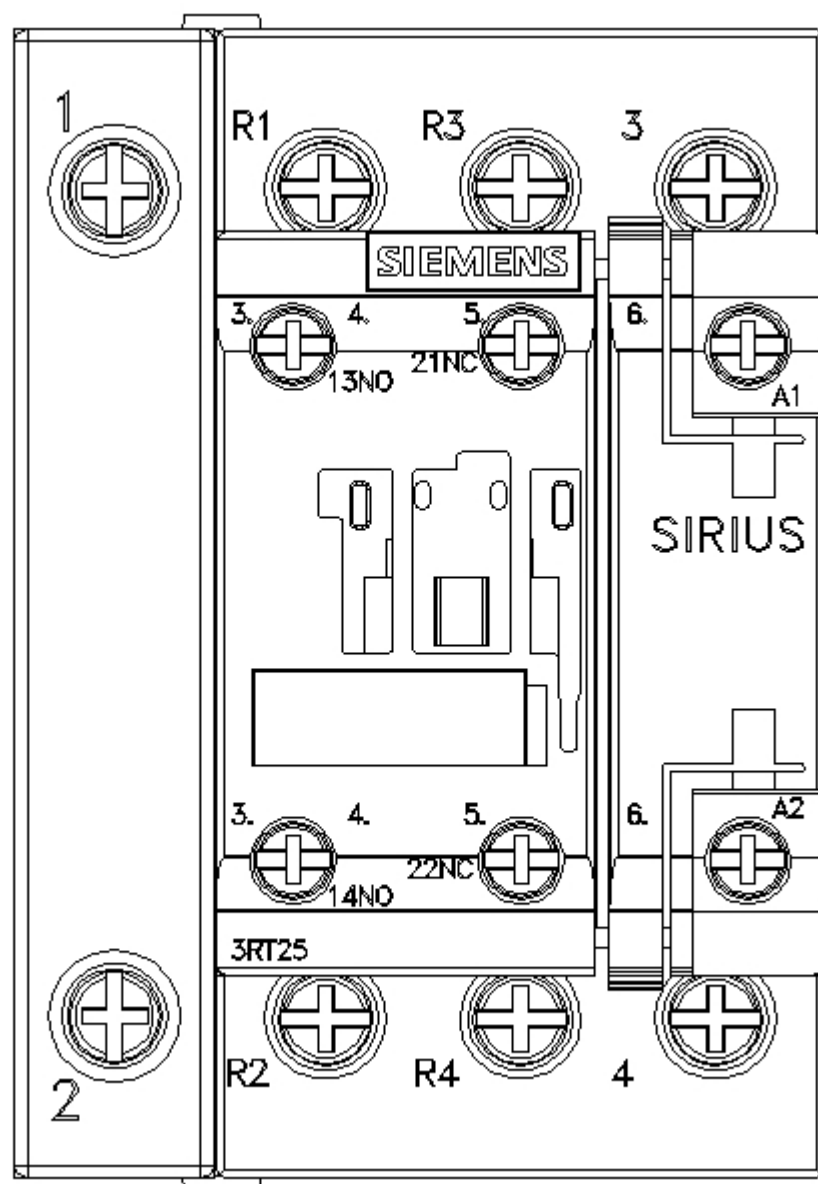 1 R1 R3 3
SIEMENS
3. 4. 5. 6.
13NO 21NC A1
SIRIUS
3. 4. 5. 6. A2
14NO 22NC
3RT25
2 R2 R4 4